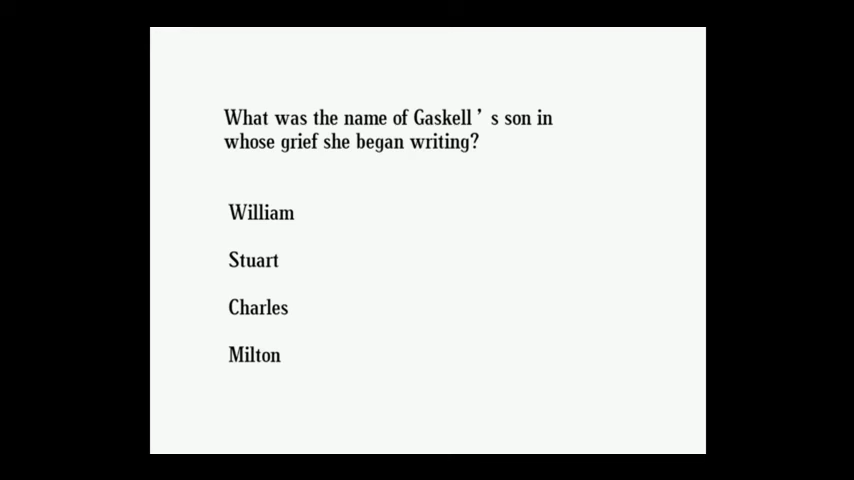 What was the name of Gaskell ’ s son in
whose grief she began writing?
William
Stuart
Charles
Milton